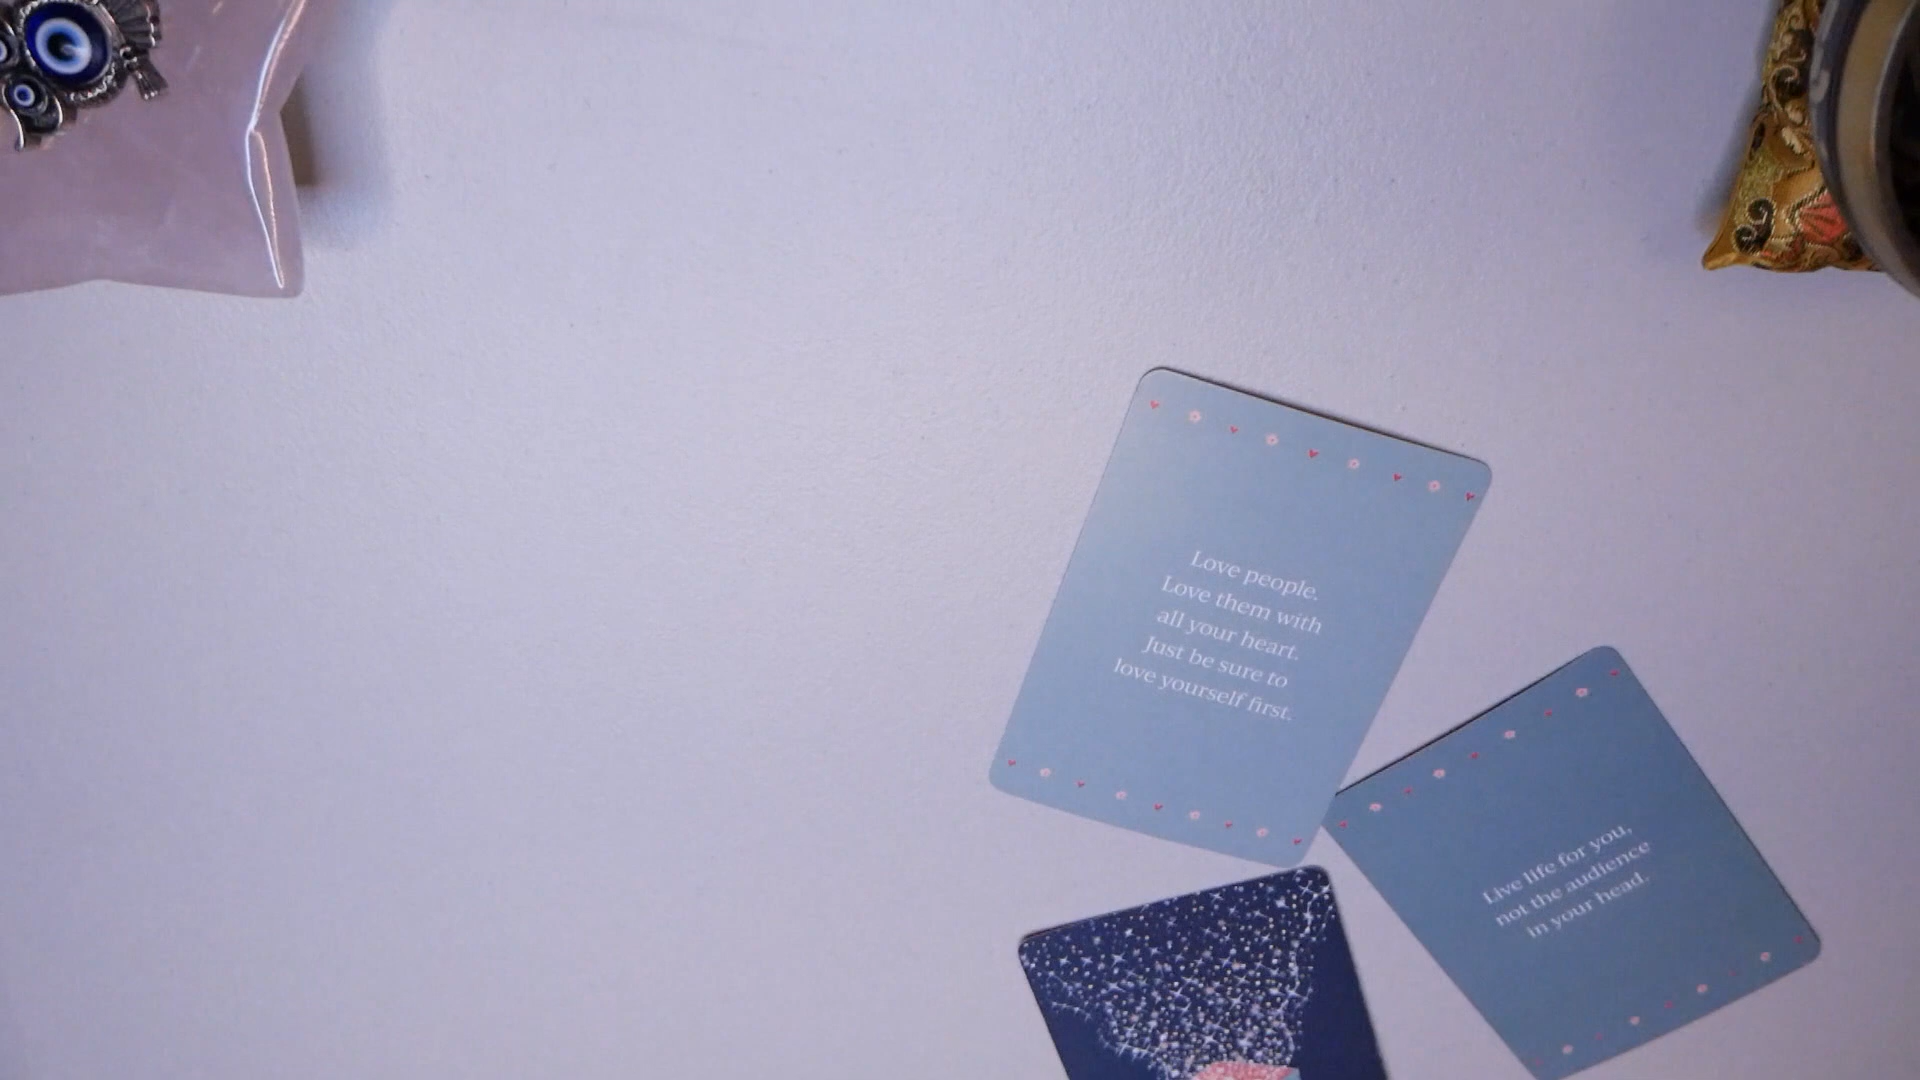 Love people.
Love them with
all your heart.
Just be sure to
love yourself first.
Live life for you,
not the audience
in your head.